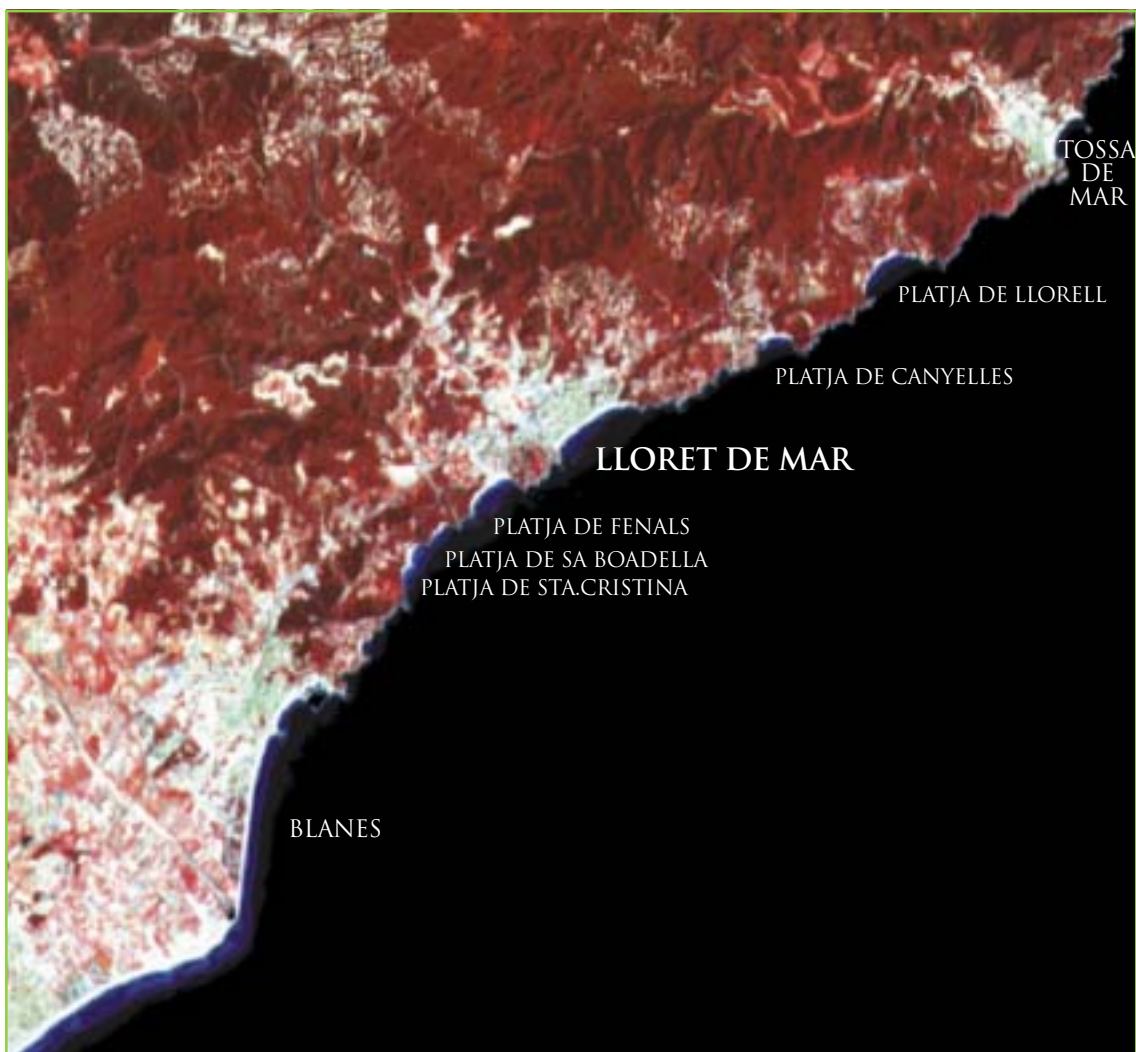 TOSSA
DE
MAR
PLATJA DE LLORELL
PLATJA DE CANYELLES
LLORET DE MAR
PLATJA DE FENALS
PLATJA DE SA BOADELLA
PLATJA DE STA.CRISTINA
BLANES